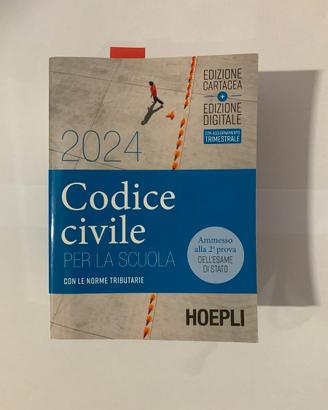 EDIZIONE
CARTACEA
+
EDIZIONE
DIGITALE
CON AGGIORNAMENTO
TRIMESTRALE
2024
Codice
civile
PER LA SCUOLA
CON LE NORME TRIBUTARIE
Ammesso
alla 2ª prova
DELL'ESAME
DI STATO
HOEPLI